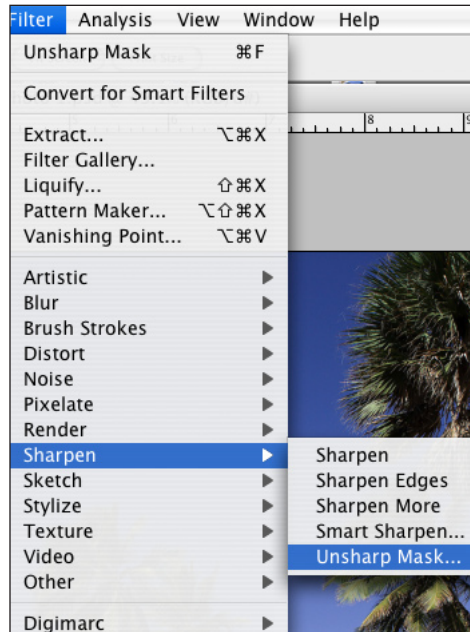 Filter Analysis View Window Help
Unsharp Mask ⌘F
Convert for Smart Filters
8
9
Extract... ⌥⌘X
Filter Gallery...
Liquify... ⇧⌘X
Pattern Maker... ⌥⇧⌘X
Vanishing Point... ⌥⌘V
Artistic
Blur
Brush Strokes
Distort
Noise
Pixelate
Render
Sharpen
Sketch
Stylize
Texture
Video
Other
Digimarc
Sharpen
Sharpen Edges
Sharpen More
Smart Sharpen...
Unsharp Mask...